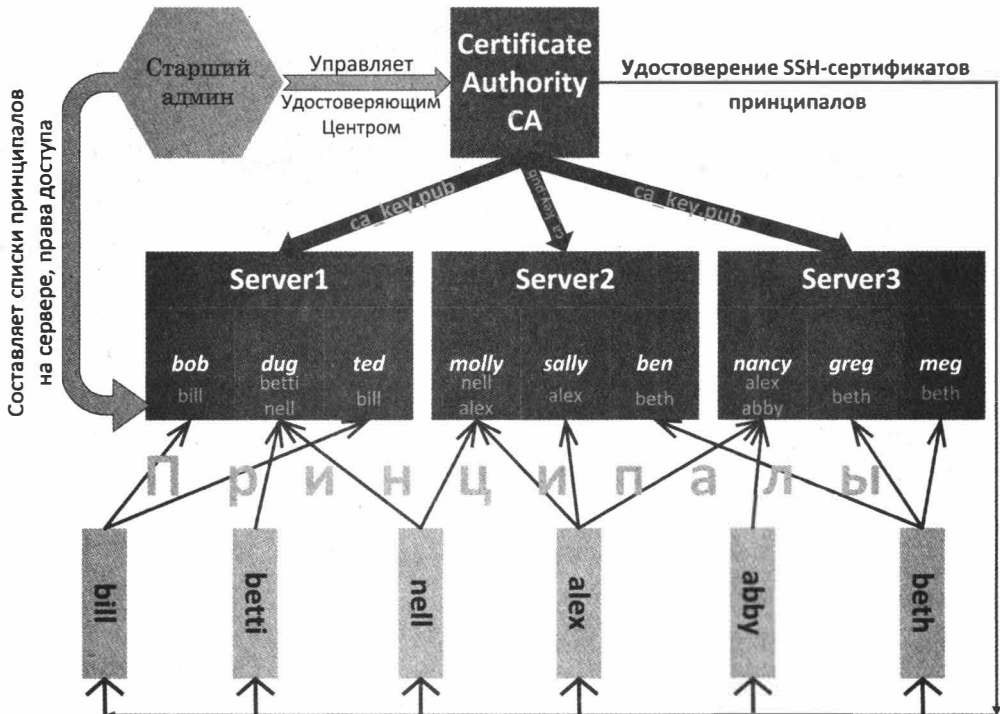 Старший
админ
Управляет
Удостоверяющим
Центром
Certificate
Authority
CA
Удостоверение SSH-сертификатов
принципалов
Составляет списки принципалов
на сервере, права доступа
ca_key.pub
ca_key.pub
ca_key.pub
Server1
bob
bill
dug
betti
nell
ted
bill
Server2
molly
nell
alex
sally
alex
ben
beth
Server3
nancy
alex
abby
greg
beth
meg
beth
Принципалы
bill
betti
nell
alex
abby
beth